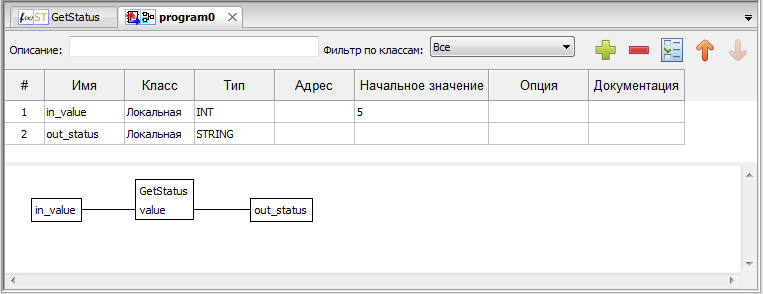 f(x) ST GetStatus program0
Описание: Фильтр по классам: Все
# Имя Класс Тип Адрес Начальное значение Опция Документация
1 in_value Локальная INT 5
2 out_status Локальная STRING
GetStatus
in_value value out_status